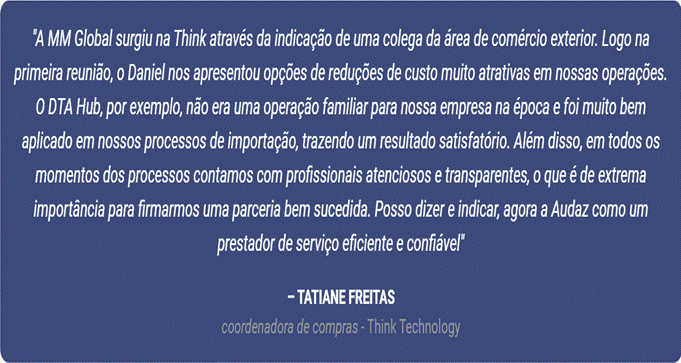 "A MM Global surgiu na Think através da indicação de uma colega da área de comércio exterior. Logo na
primeira reunião, o Daniel nos apresentou opções de reduções de custo muito atrativas em nossas operações.
O DTA Hub, por exemplo, não era uma operação familiar para nossa empresa na época e foi muito bem
aplicado em nossos processos de importação, trazendo um resultado satisfatório. Além disso, em todos os
momentos dos processos contamos com profissionais atenciosos e transparentes, o que é de extrema
importância para firmarmos uma parceria bem sucedida. Posso dizer e indicar, agora a Audaz como um
prestador de serviço eficiente e confiável"
– TATIANE FREITAS
coordenadora de compras - Think Technology